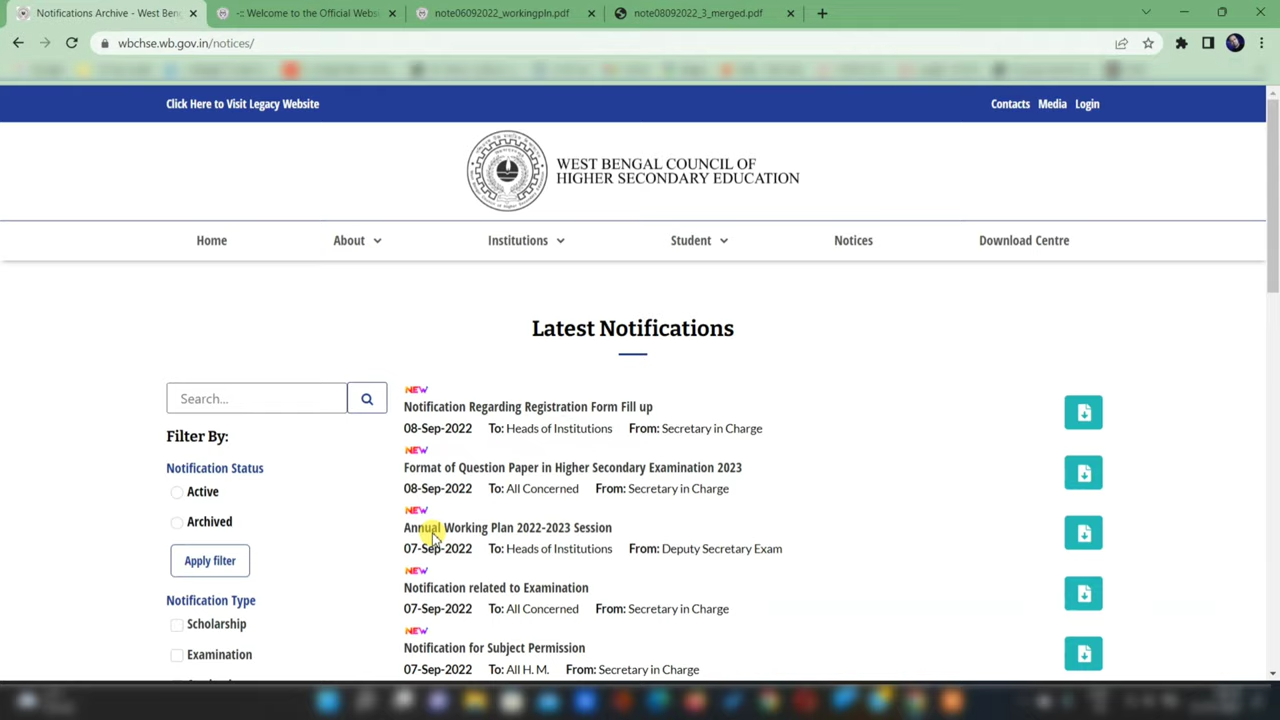 Notifications Archive - West Beng
-:: Welcome to the Official Websi
note06092022_workingpln.pdf
note08092022_3_merged.pdf
wbchse.wb.gov.in/notices/
Click Here to Visit Legacy Website
Contacts Media Login
WEST BENGAL COUNCIL OF
HIGHER SECONDARY EDUCATION
Home About Institutions Student Notices Download Centre
Latest Notifications
Search...
Filter By:
Notification Status
Active
Archived
Apply filter
Notification Type
Scholarship
Examination
NEW
Notification Regarding Registration Form Fill up
08-Sep-2022 To: Heads of Institutions From: Secretary in Charge
NEW
Format of Question Paper in Higher Secondary Examination 2023
08-Sep-2022 To: All Concerned From: Secretary in Charge
NEW
Annual Working Plan 2022-2023 Session
07-Sep-2022 To: Heads of Institutions From: Deputy Secretary Exam
NEW
Notification related to Examination
07-Sep-2022 To: All Concerned From: Secretary in Charge
NEW
Notification for Subject Permission
07-Sep-2022 To: All H. M. From: Secretary in Charge